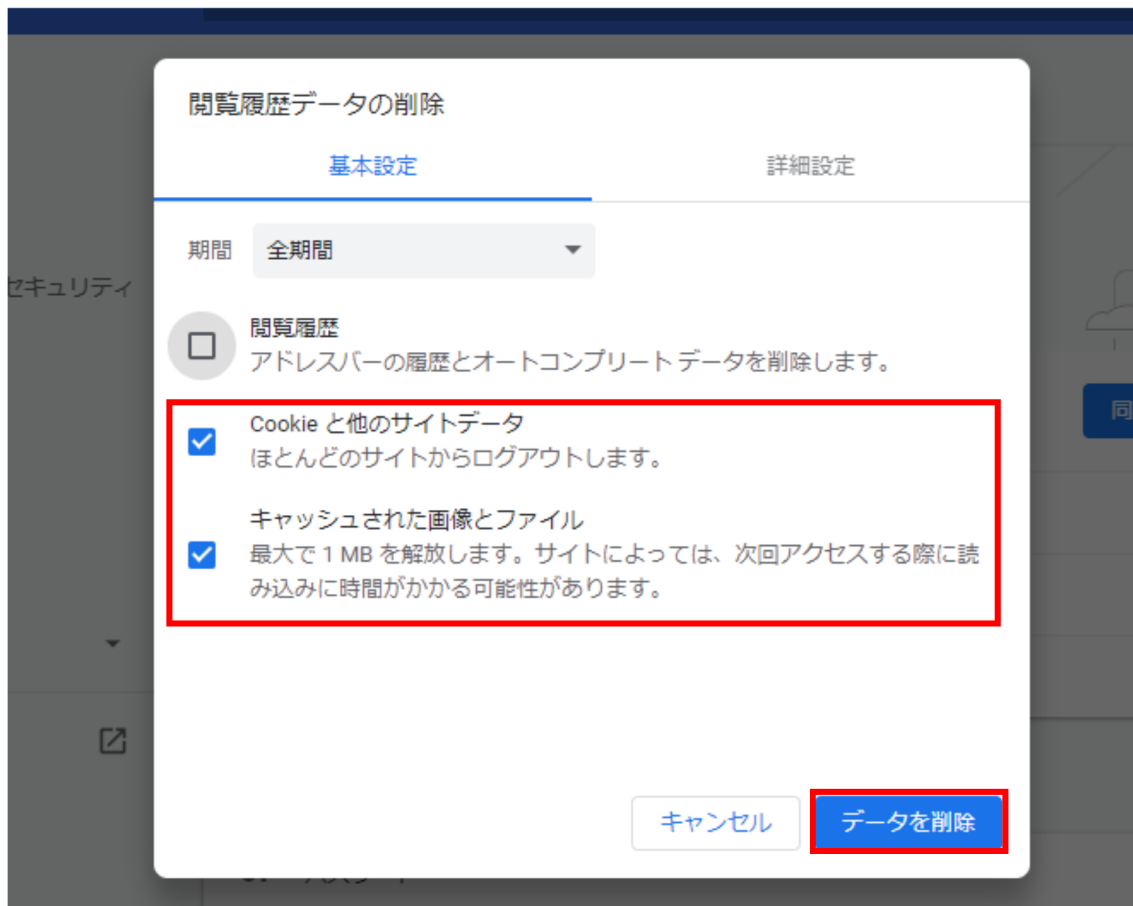 閲覧履歴データの削除
基本設定
詳細設定
期間
全期間
セキュリティ
閲覧履歴
アドレスバーの履歴とオートコンプリート データを削除します。
同
Cookie と他のサイトデータ
ほとんどのサイトからログアウトします。
キャッシュされた画像とファイル
最大で 1 MB を解放します。サイトによっては、次回アクセスする際に読
み込みに時間がかかる可能性があります。
キャンセル
データを削除